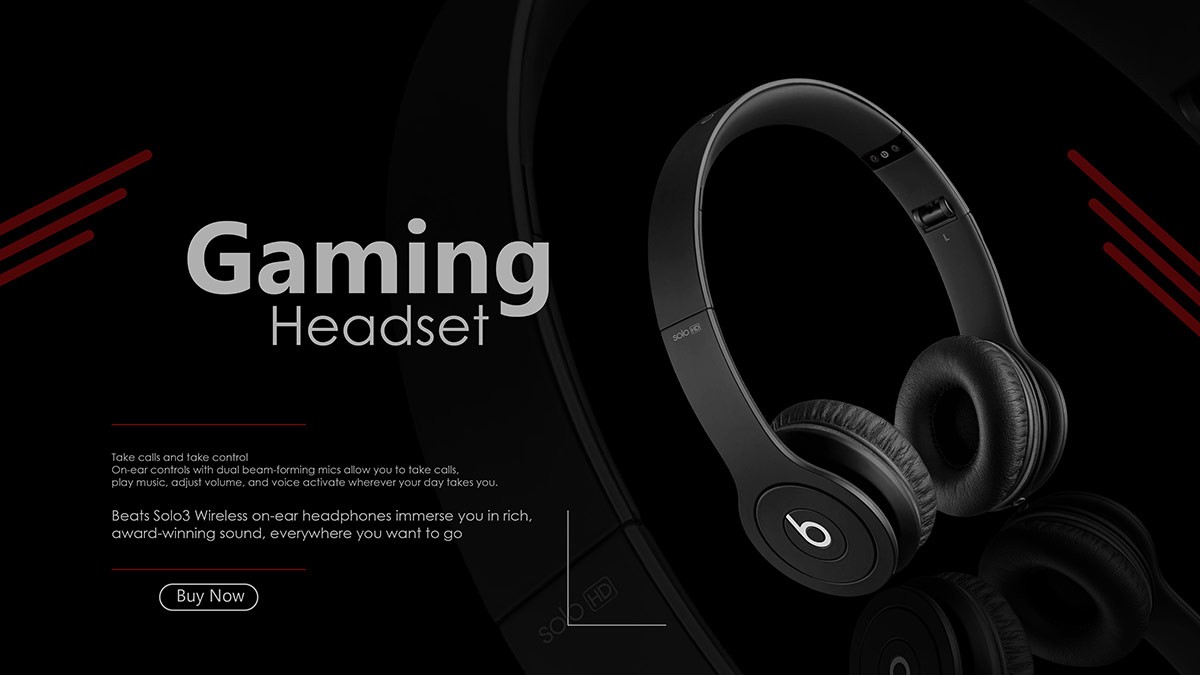 Gaming
Headset
Take calls and take control
On-ear controls with dual beam-forming mics allow you to take calls,
play music, adjust volume, and voice activate wherever your day takes you.
Beats Solo3 Wireless on-ear headphones immerse you in rich,
award-winning sound, everywhere you want to go
Buy Now
solo HD
L
b
solo HD